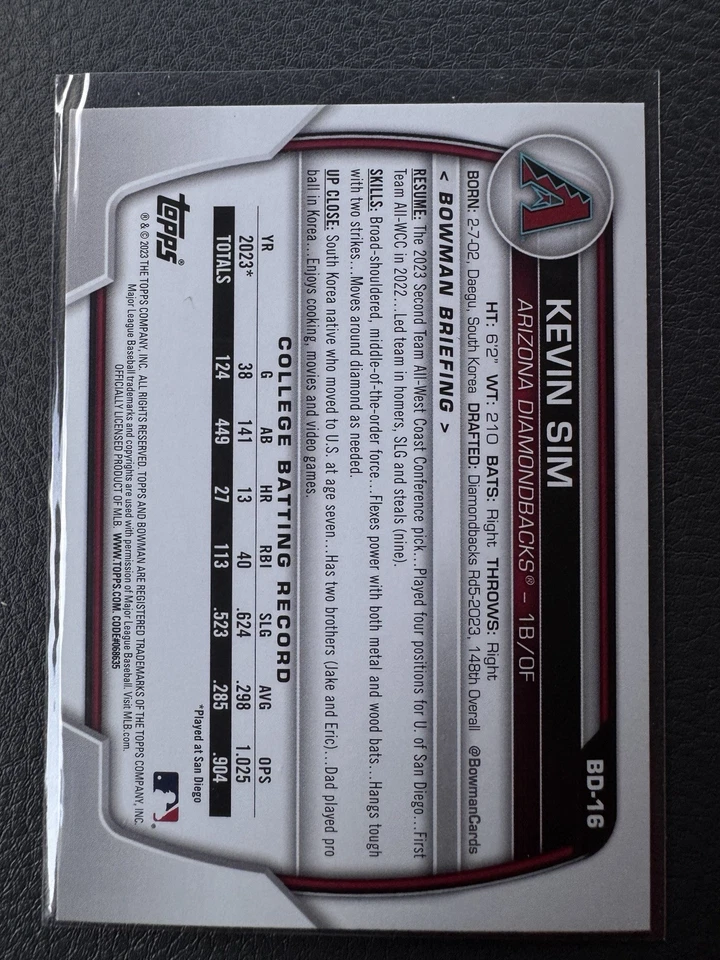 BD-16
KEVIN SIM
ARIZONA DIAMONDBACKS® – 1B/OF
HT: 6'2" WT: 210 BATS: Right THROWS: Right
BORN: 2-7-02, Daegu, South Korea DRAFTED: Diamondbacks Rd5-2023, 148th Overall @BowmanCards
< BOWMAN BRIEFING >
RESUME: The 2023 Second Team All-West Coast Conference pick...Played four positions for U. of San Diego...First
Team All-WCC in 2022...Led team in homers, SLG and steals (nine).
SKILLS: Broad-shouldered, middle-of-the-order force...Flexes power with both metal and wood bats...Hangs tough
with two strikes...Moves around diamond as needed.
UP CLOSE: South Korea native who moved to U.S. at age seven...Has two brothers (Jake and Eric)...Dad played pro
ball in Korea...Enjoys cooking, movies and video games.
COLLEGE BATTING RECORD
YR G AB HR RBI SLG AVG OPS
2023* 38 141 13 40 .624 .298 1.025
TOTALS 124 449 27 113 .523 .285 .904
*Played at San Diego
topps®
® & © 2023 THE TOPPS COMPANY, INC. ALL RIGHTS RESERVED. TOPPS AND BOWMAN ARE REGISTERED TRADEMARKS OF THE TOPPS COMPANY, INC.
Major League Baseball trademarks and copyrights are used with permission of Major League Baseball. Visit MLB.com.
OFFICIALLY LICENSED PRODUCT OF MLB. WWW.TOPPS.COM. CODE#068635